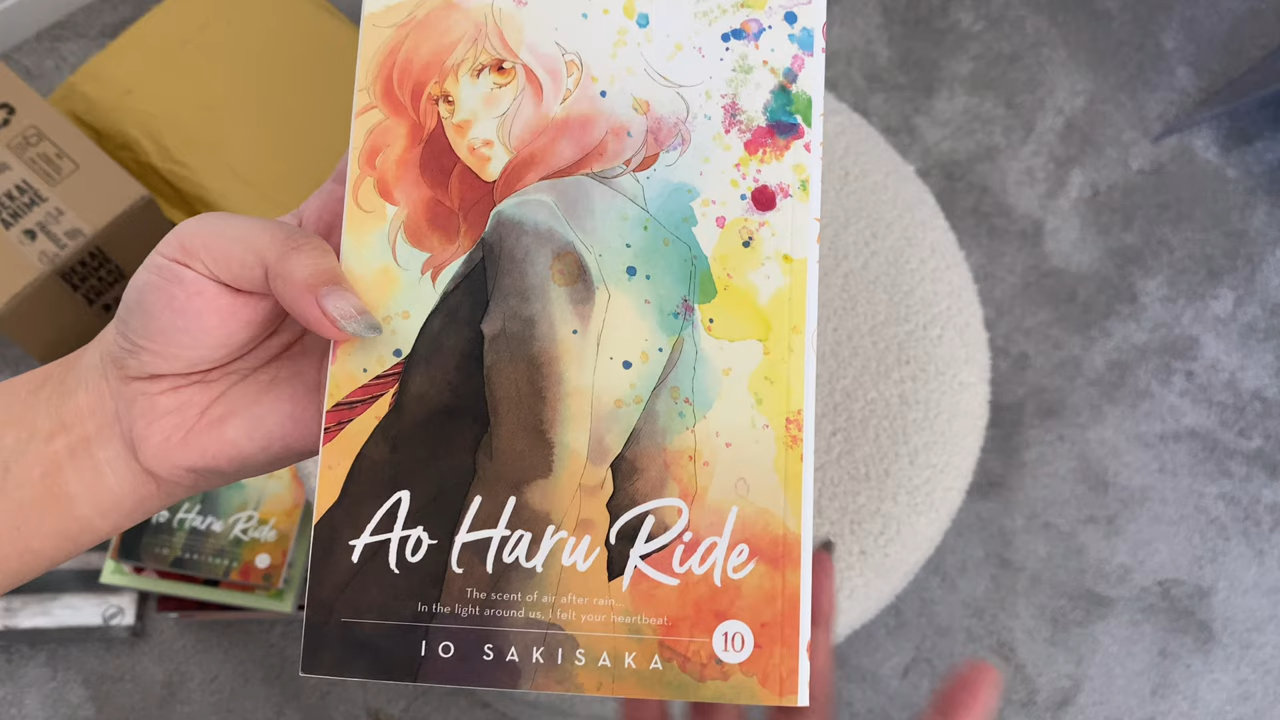 Ao Haru Ride
The scent of air after rain...
In the light around us, I felt your heartbeat.
10
IO SAKISAKA
Ao Haru Ride
IO SAKISAKA